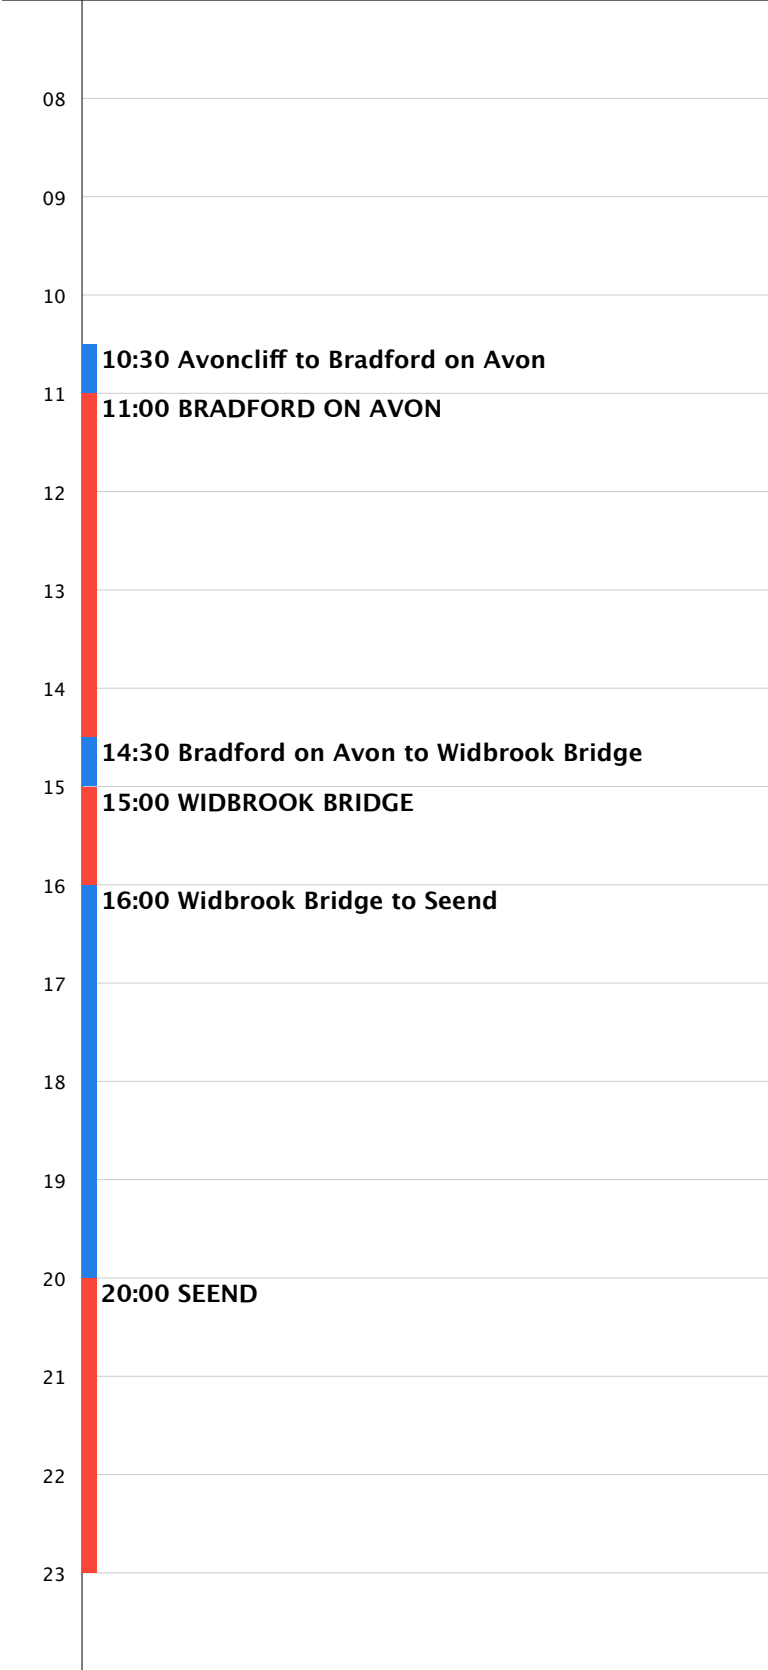 08
09
10
10:30 Avoncliff to Bradford on Avon
11
11:00 BRADFORD ON AVON
12
13
14
14:30 Bradford on Avon to Widbrook Bridge
15
15:00 WIDBROOK BRIDGE
16
16:00 Widbrook Bridge to Seend
17
18
19
20
20:00 SEEND
21
22
23